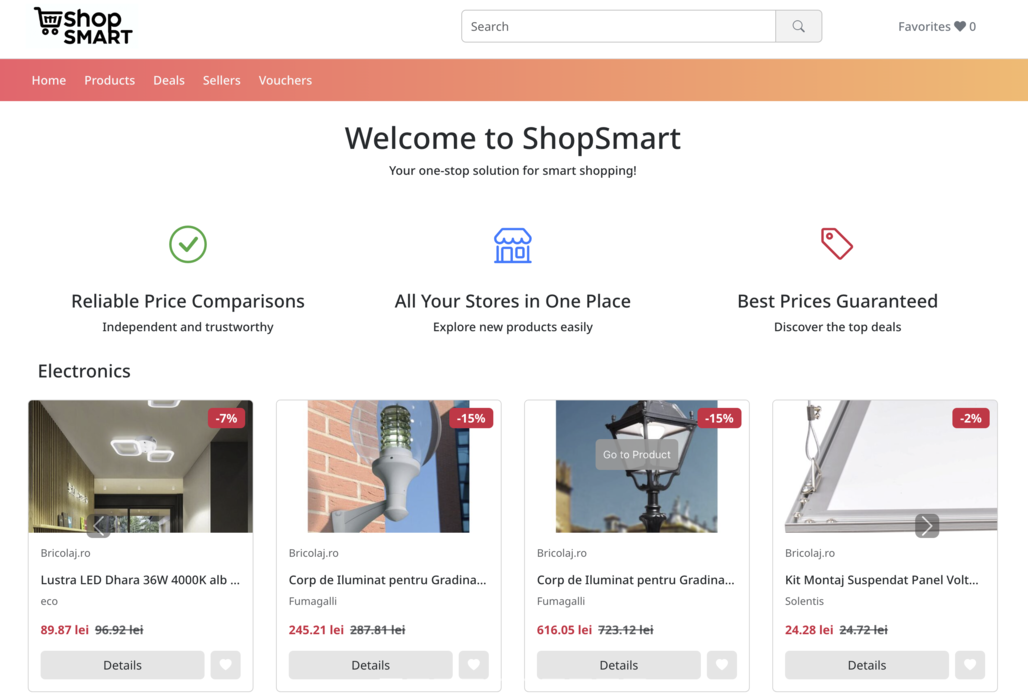 Shop
SMART
Search
Favorites 0
Home Products Deals Sellers Vouchers
Welcome to ShopSmart
Your one-stop solution for smart shopping!
Reliable Price Comparisons
Independent and trustworthy
All Your Stores in One Place
Explore new products easily
Best Prices Guaranteed
Discover the top deals
Electronics
-7%
Bricolaj.ro
Lustra LED Dhara 36W 4000K alb ...
eco
89.87 lei 96.92 lei
Details
-15%
Bricolaj.ro
Corp de Iluminat pentru Gradina...
Fumagalli
245.21 lei 287.81 lei
Details
-15%
Go to Product
Bricolaj.ro
Corp de Iluminat pentru Gradina...
Fumagalli
616.05 lei 723.12 lei
Details
-2%
Bricolaj.ro
Kit Montaj Suspendat Panel Volt...
Solentis
24.28 lei 24.72 lei
Details